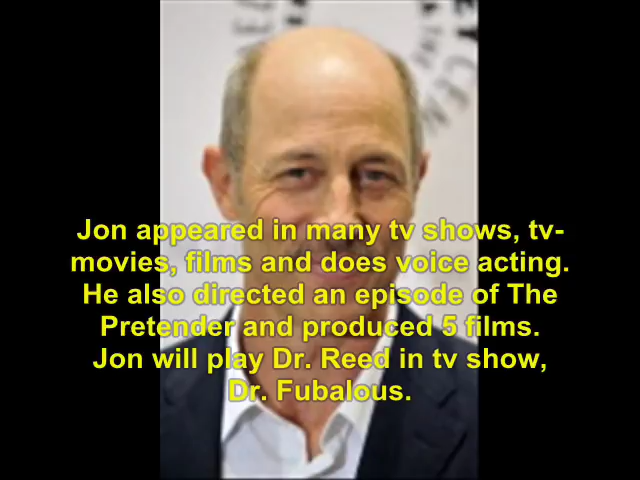 Jon appeared in many tv shows, tv-
movies, films and does voice acting.
He also directed an episode of The
Pretender and produced 5 films.
Jon will play Dr. Reed in tv show,
Dr. Fubalous.